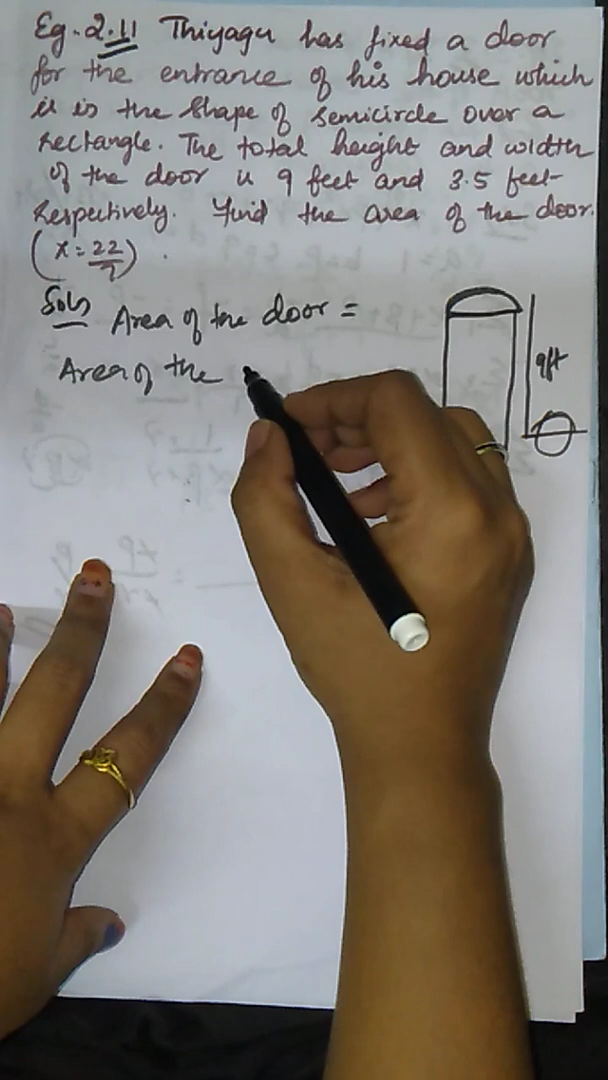 Eg. 2.11 Thiyagu has fixed a door
for the entrance of his house which
is in the shape of semicircle over a
rectangle. The total height and width
of the door is 9 feet and 3.5 feet
respectively. Find the area of the door.
(π = 22/7).
Soln Area of the door =
Area of the
9ft